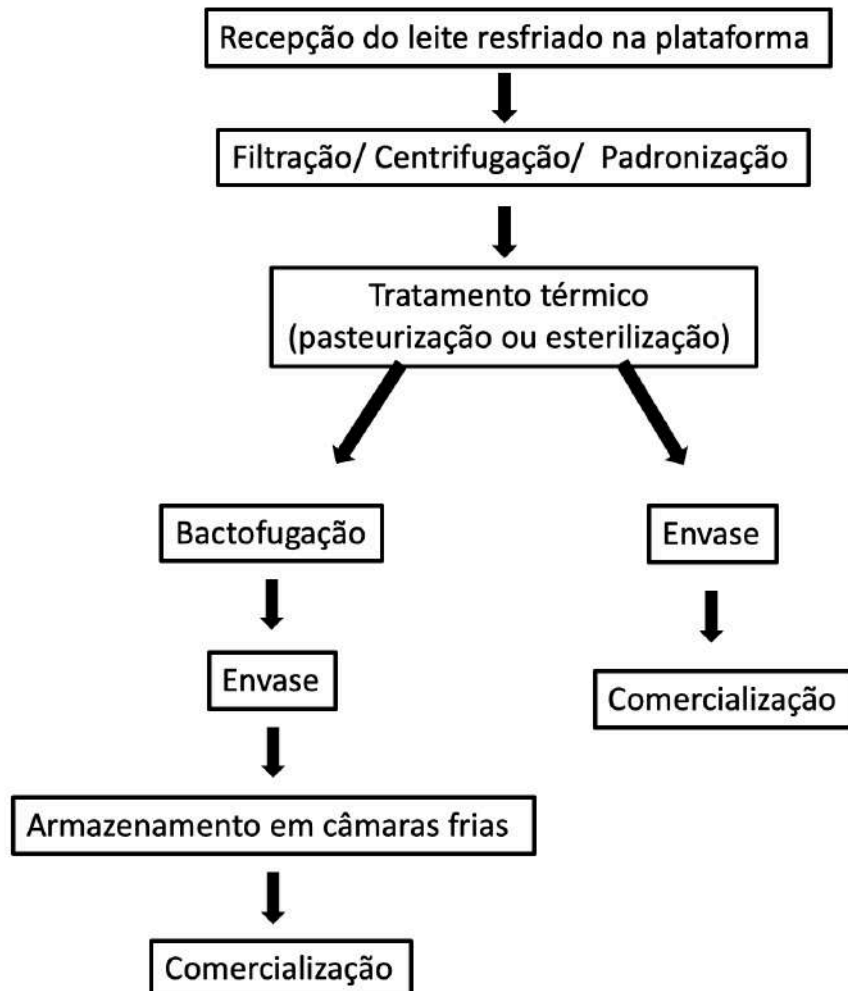 Recepção do leite resfriado na plataforma
Filtração/ Centrifugação/ Padronização
Tratamento térmico
(pasteurização ou esterilização)
Bactofugação
Envase
Envase
Comercialização
Armazenamento em câmaras frias
Comercialização